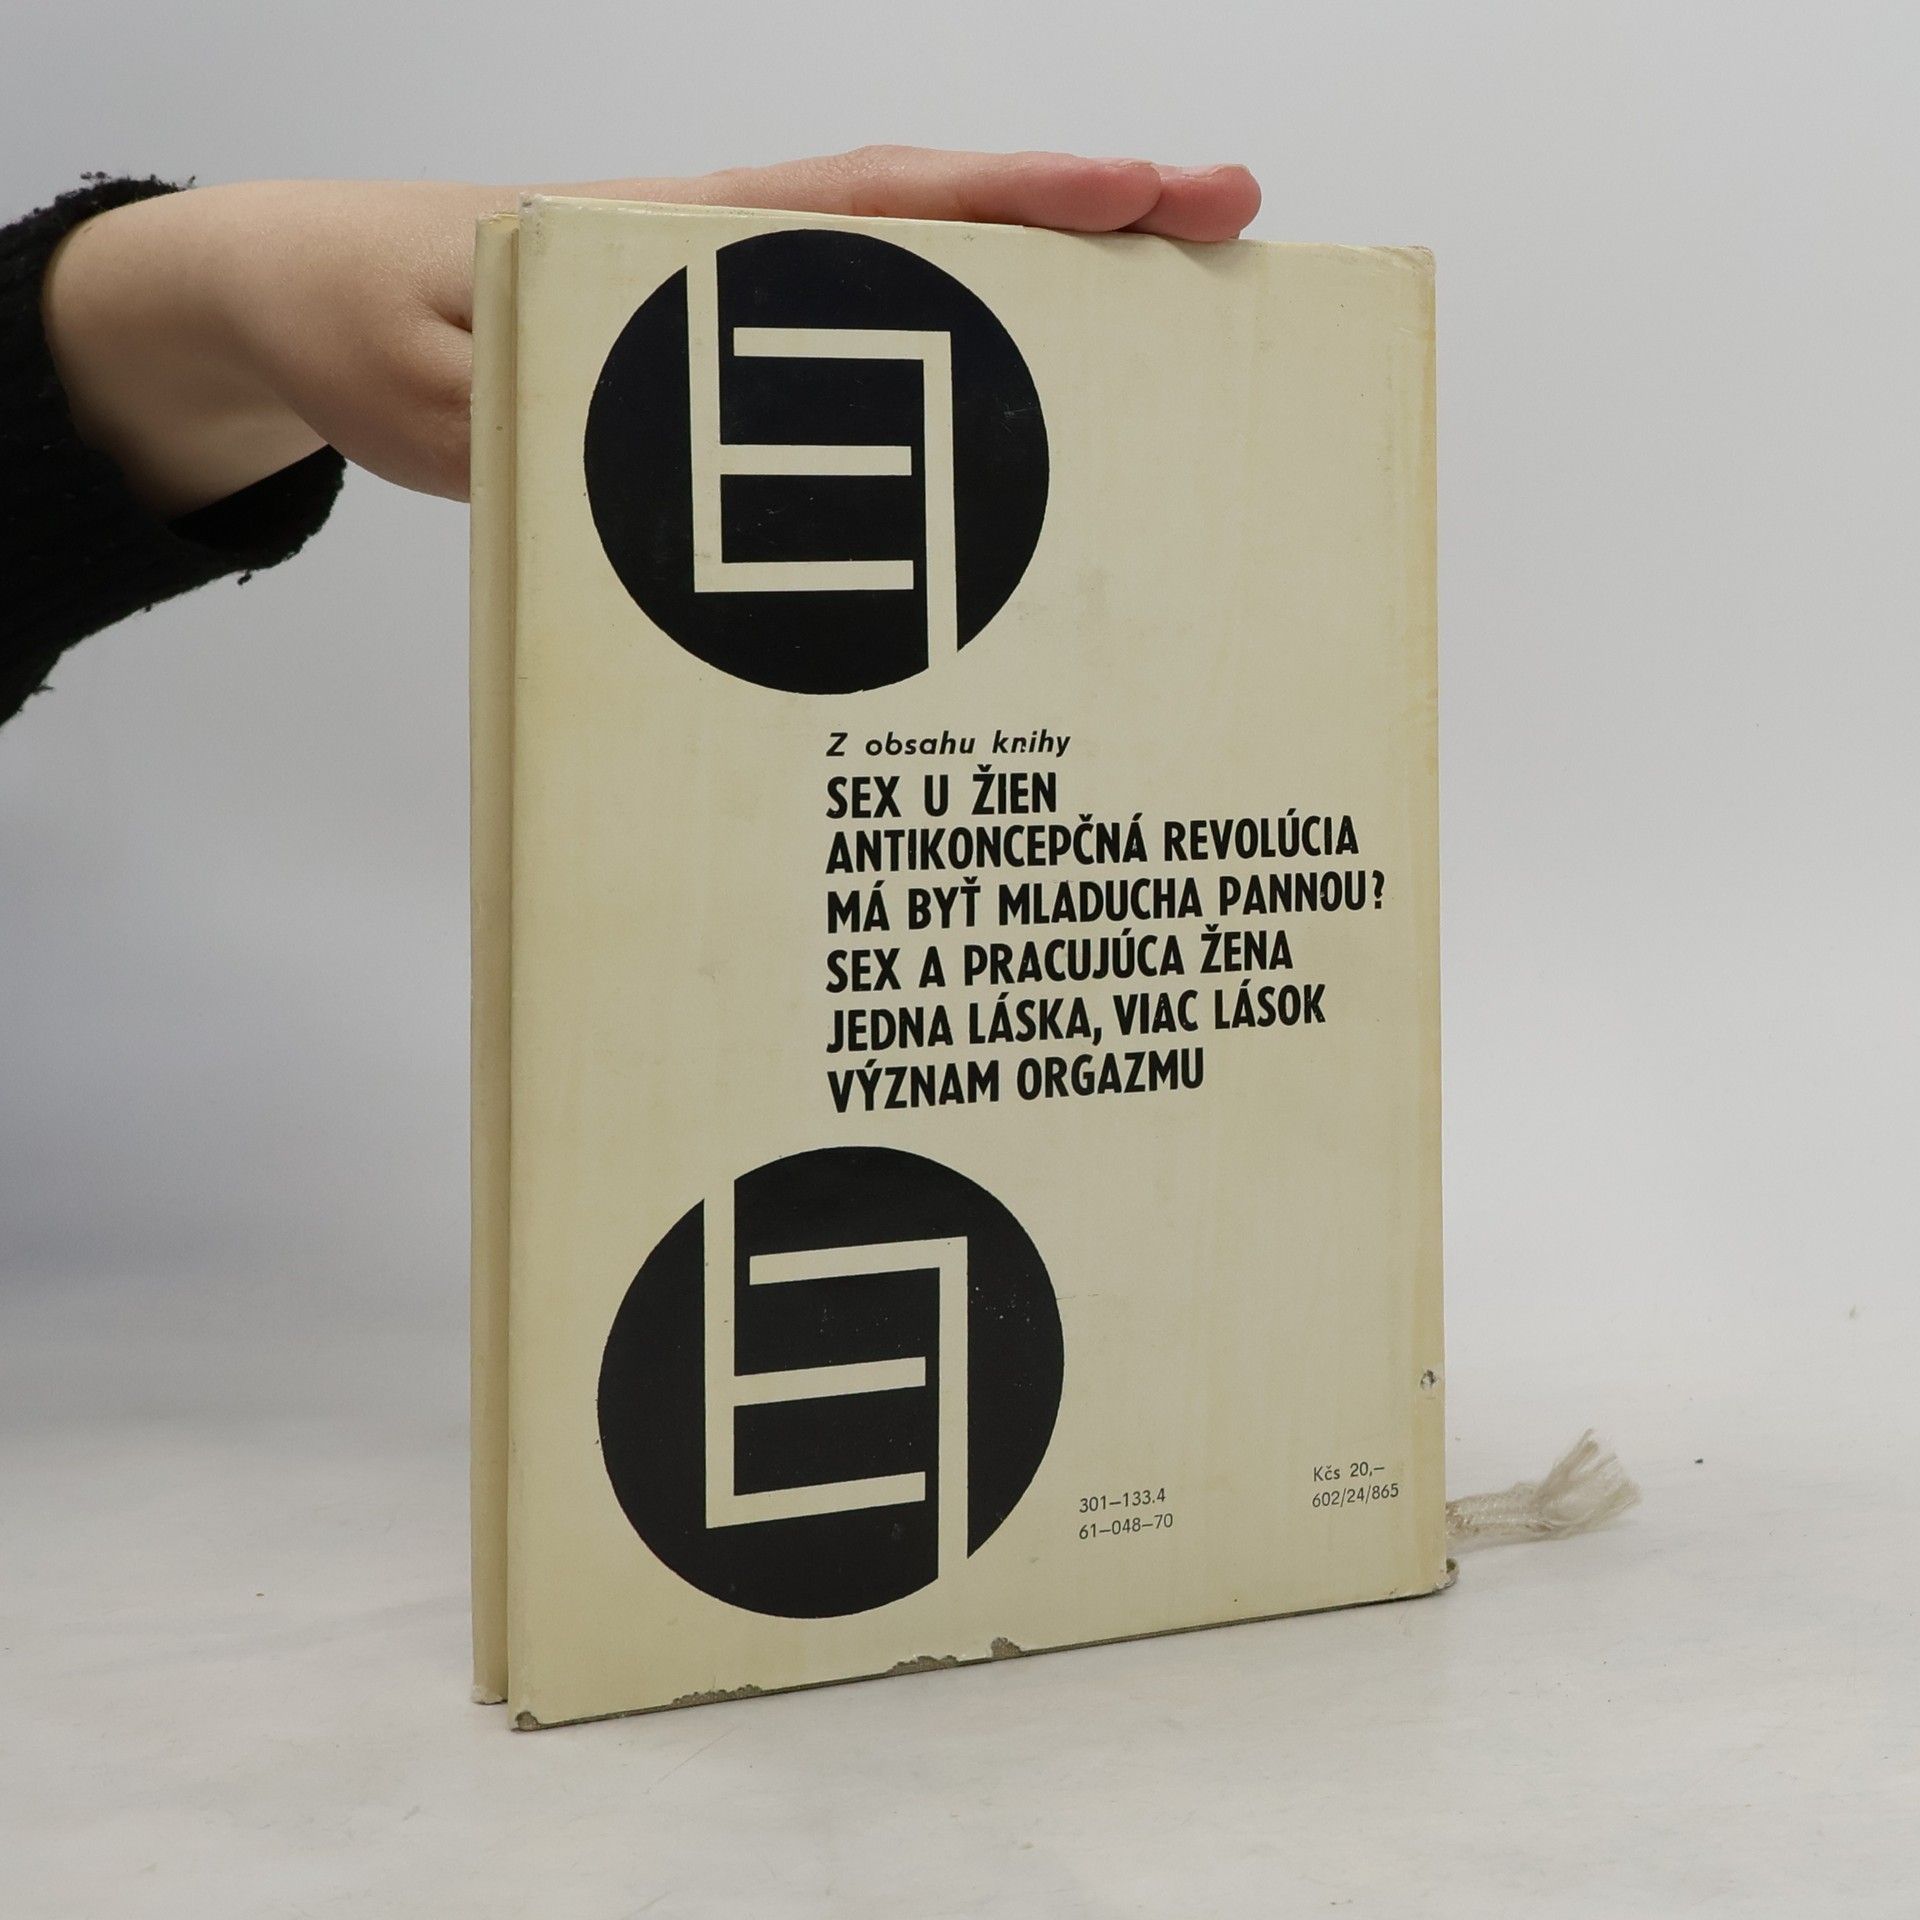 Z obsahu knihy
SEX U ŽIEN
ANTIKONCEPČNÁ REVOLÚCIA
MÁ BYŤ MLADUCHA PANNOU?
SEX A PRACUJÚCA ŽENA
JEDNA LÁSKA, VIAC LÁSOK
VÝZNAM ORGAZMU
301—133.4
61—048—70
Kčs 20,—
602/24/865